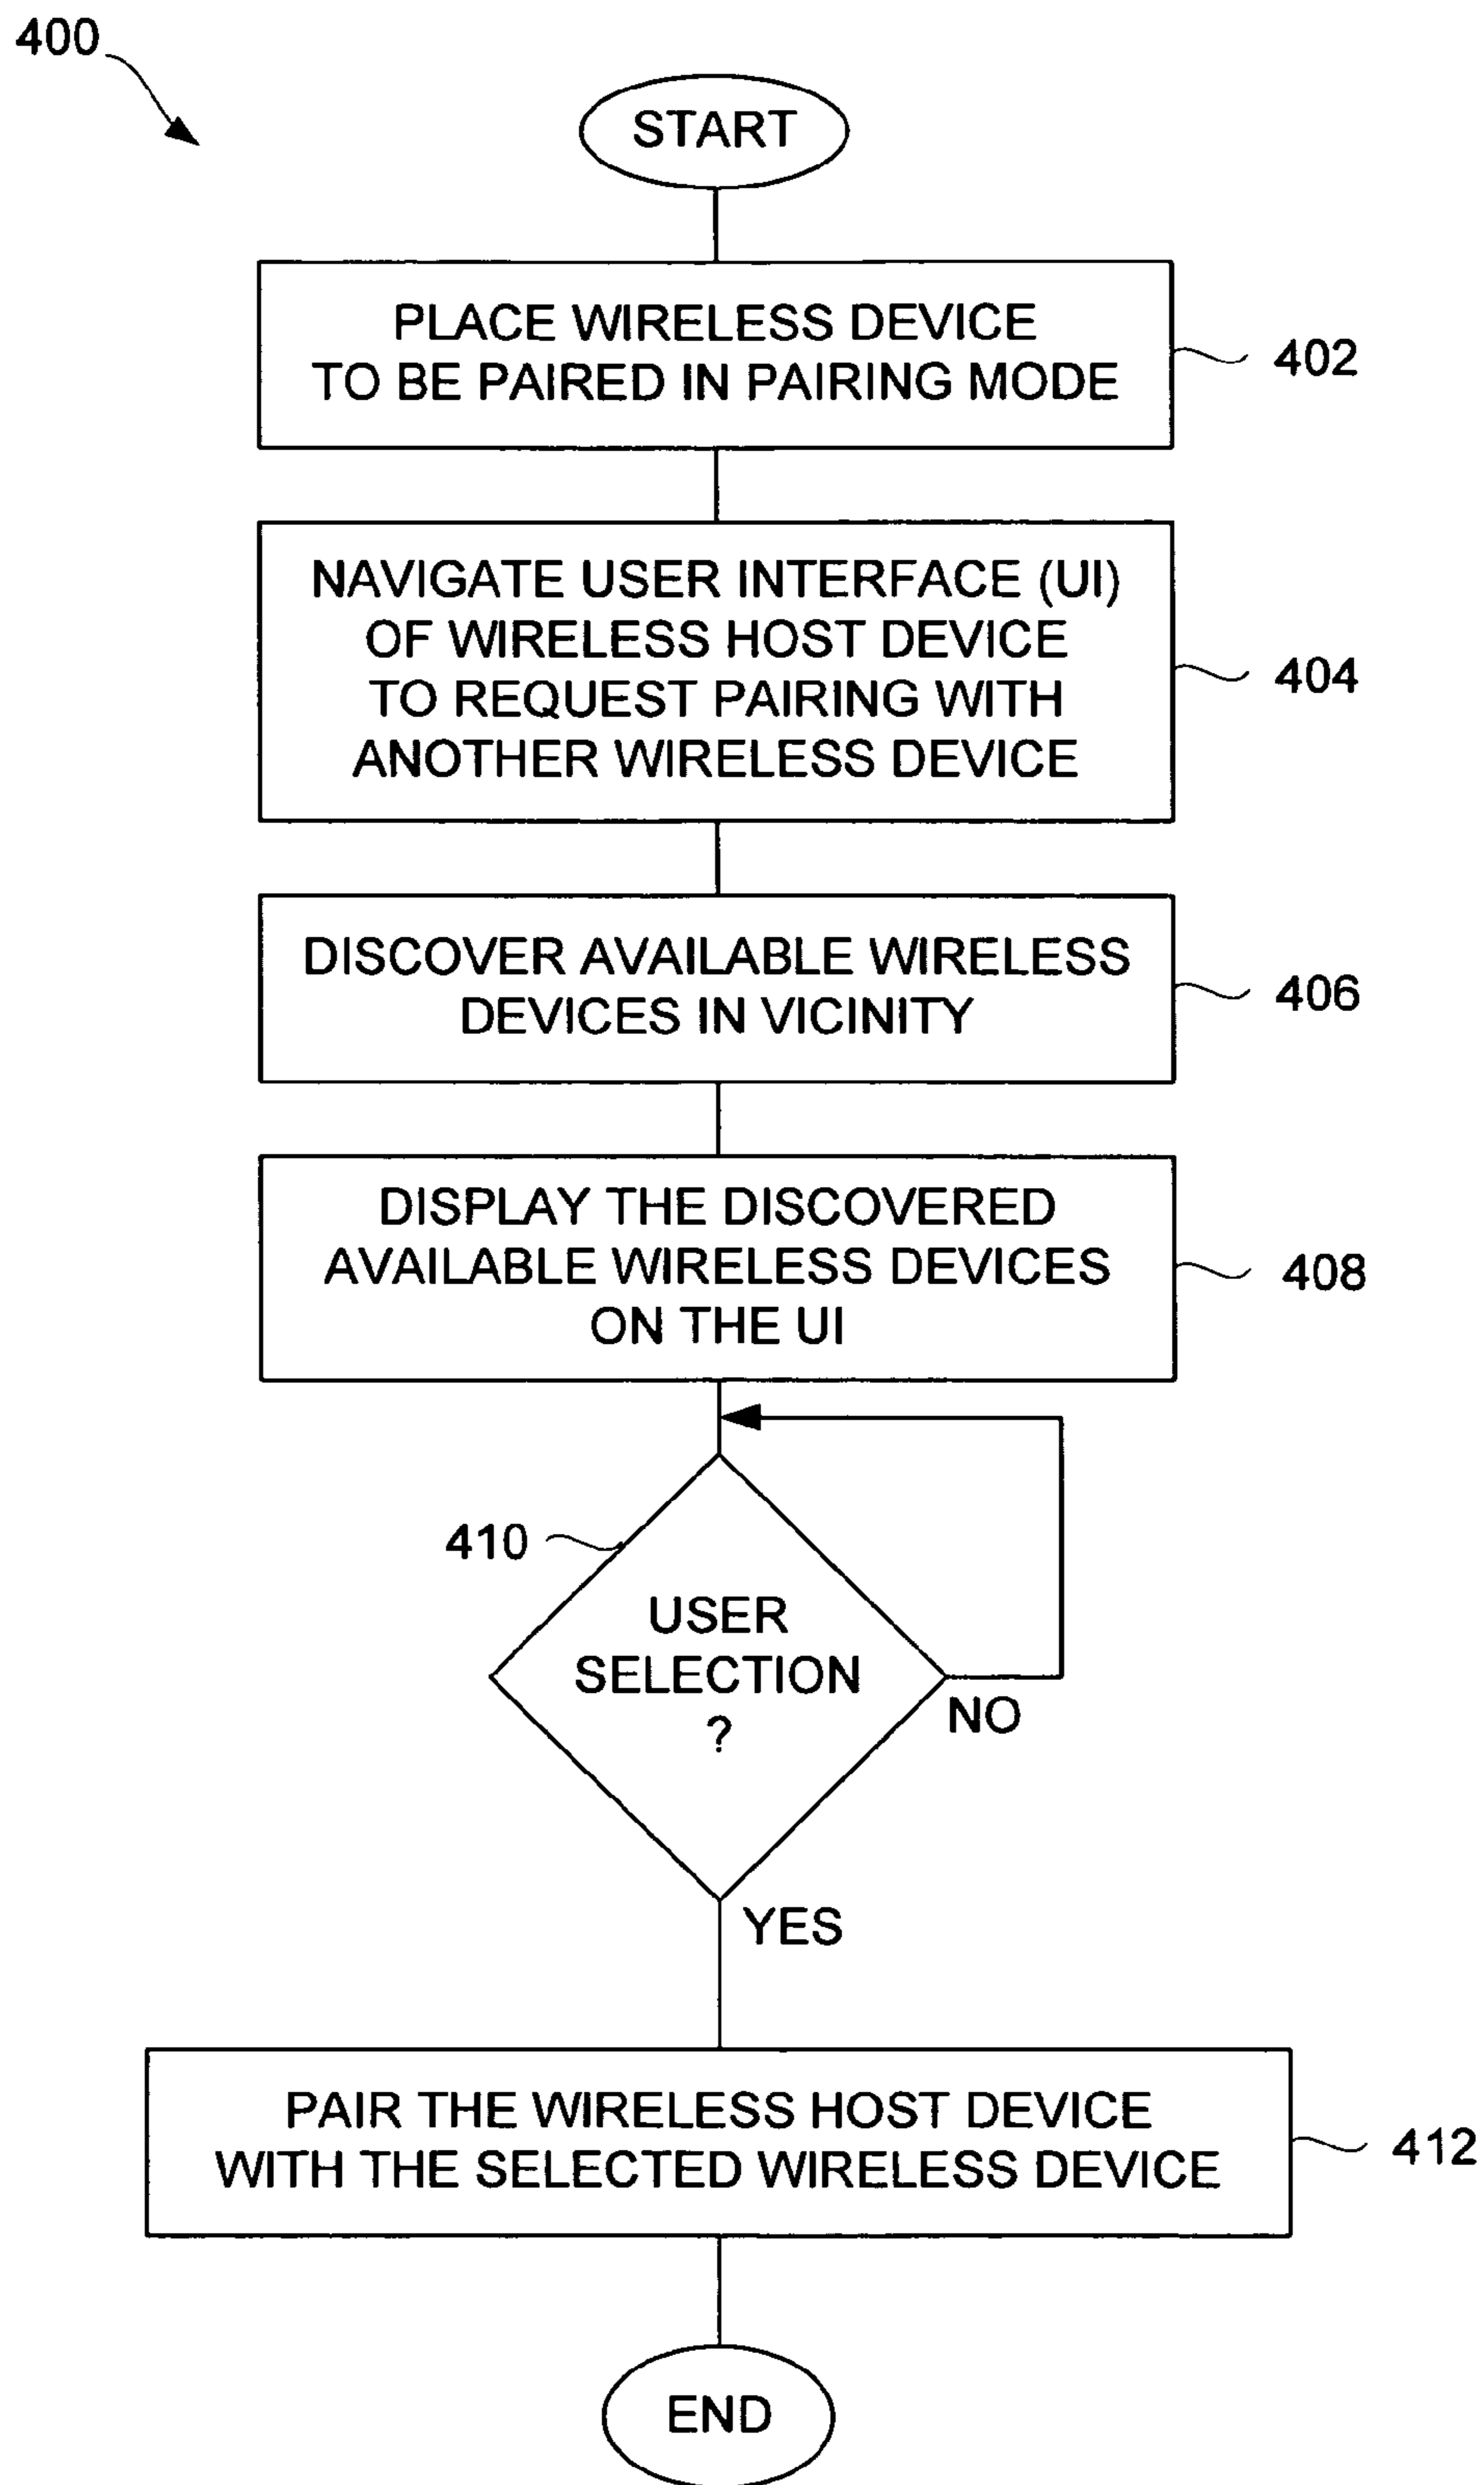 400
START
PLACE WIRELESS DEVICE
TO BE PAIRED IN PAIRING MODE
402
NAVIGATE USER INTERFACE (UI)
OF WIRELESS HOST DEVICE
TO REQUEST PAIRING WITH
ANOTHER WIRELESS DEVICE
404
DISCOVER AVAILABLE WIRELESS
DEVICES IN VICINITY
406
DISPLAY THE DISCOVERED
AVAILABLE WIRELESS DEVICES
ON THE UI
408
410
USER
SELECTION
?
NO
YES
PAIR THE WIRELESS HOST DEVICE
WITH THE SELECTED WIRELESS DEVICE
412
END